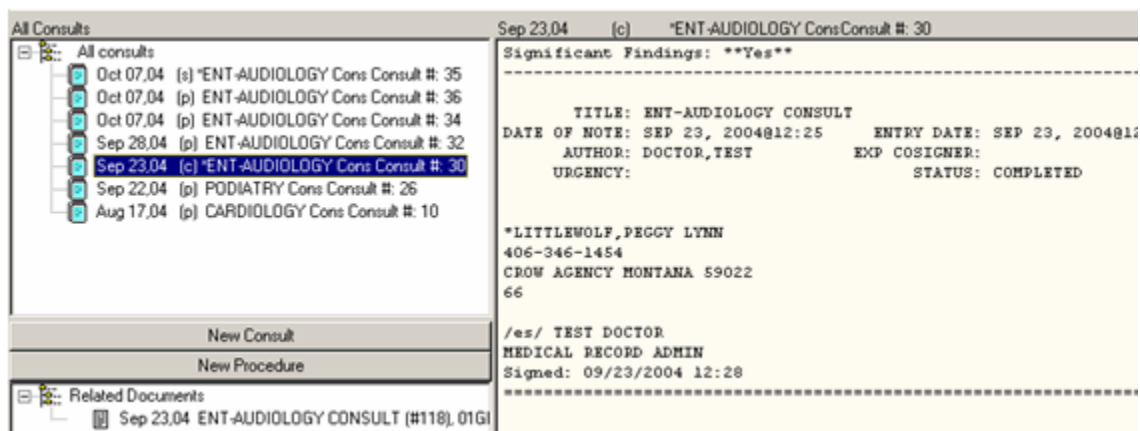 All Consults
All consults
Oct 07,04 (s) *ENT-AUDIOLOGY Cons Consult #: 35
Oct 07,04 (p) ENT-AUDIOLOGY Cons Consult #: 36
Oct 07,04 (p) ENT-AUDIOLOGY Cons Consult #: 34
Sep 28,04 (p) ENT-AUDIOLOGY Cons Consult #: 32
Sep 23,04 (c) *ENT-AUDIOLOGY Cons Consult #: 30
Sep 22,04 (p) PODIATRY Cons Consult #: 26
Aug 17,04 (p) CARDIOLOGY Cons Consult #: 10
New Consult
New Procedure
Related Documents
Sep 23,04 ENT-AUDIOLOGY CONSULT (#118), 01GI
Sep 23,04 (c) *ENT-AUDIOLOGY ConsConsult #: 30
Significant Findings: **Yes**
TITLE: ENT-AUDIOLOGY CONSULT
DATE OF NOTE: SEP 23, 2004@12:25 ENTRY DATE: SEP 23, 2004@12
AUTHOR: DOCTOR,TEST EXP COSIGNER:
URGENCY: STATUS: COMPLETED
*LITTLEWOLF,PEGGY LYNN
406-346-1454
CROW AGENCY MONTANA 59022
66
/es/ TEST DOCTOR
MEDICAL RECORD ADMIN
Signed: 09/23/2004 12:28